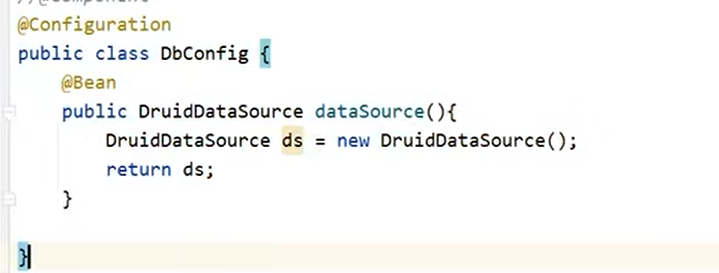 //@Component
@Configuration
public class DbConfig {
    @Bean
    public DruidDataSource dataSource(){
        DruidDataSource ds = new DruidDataSource();
        return ds;
    }
}